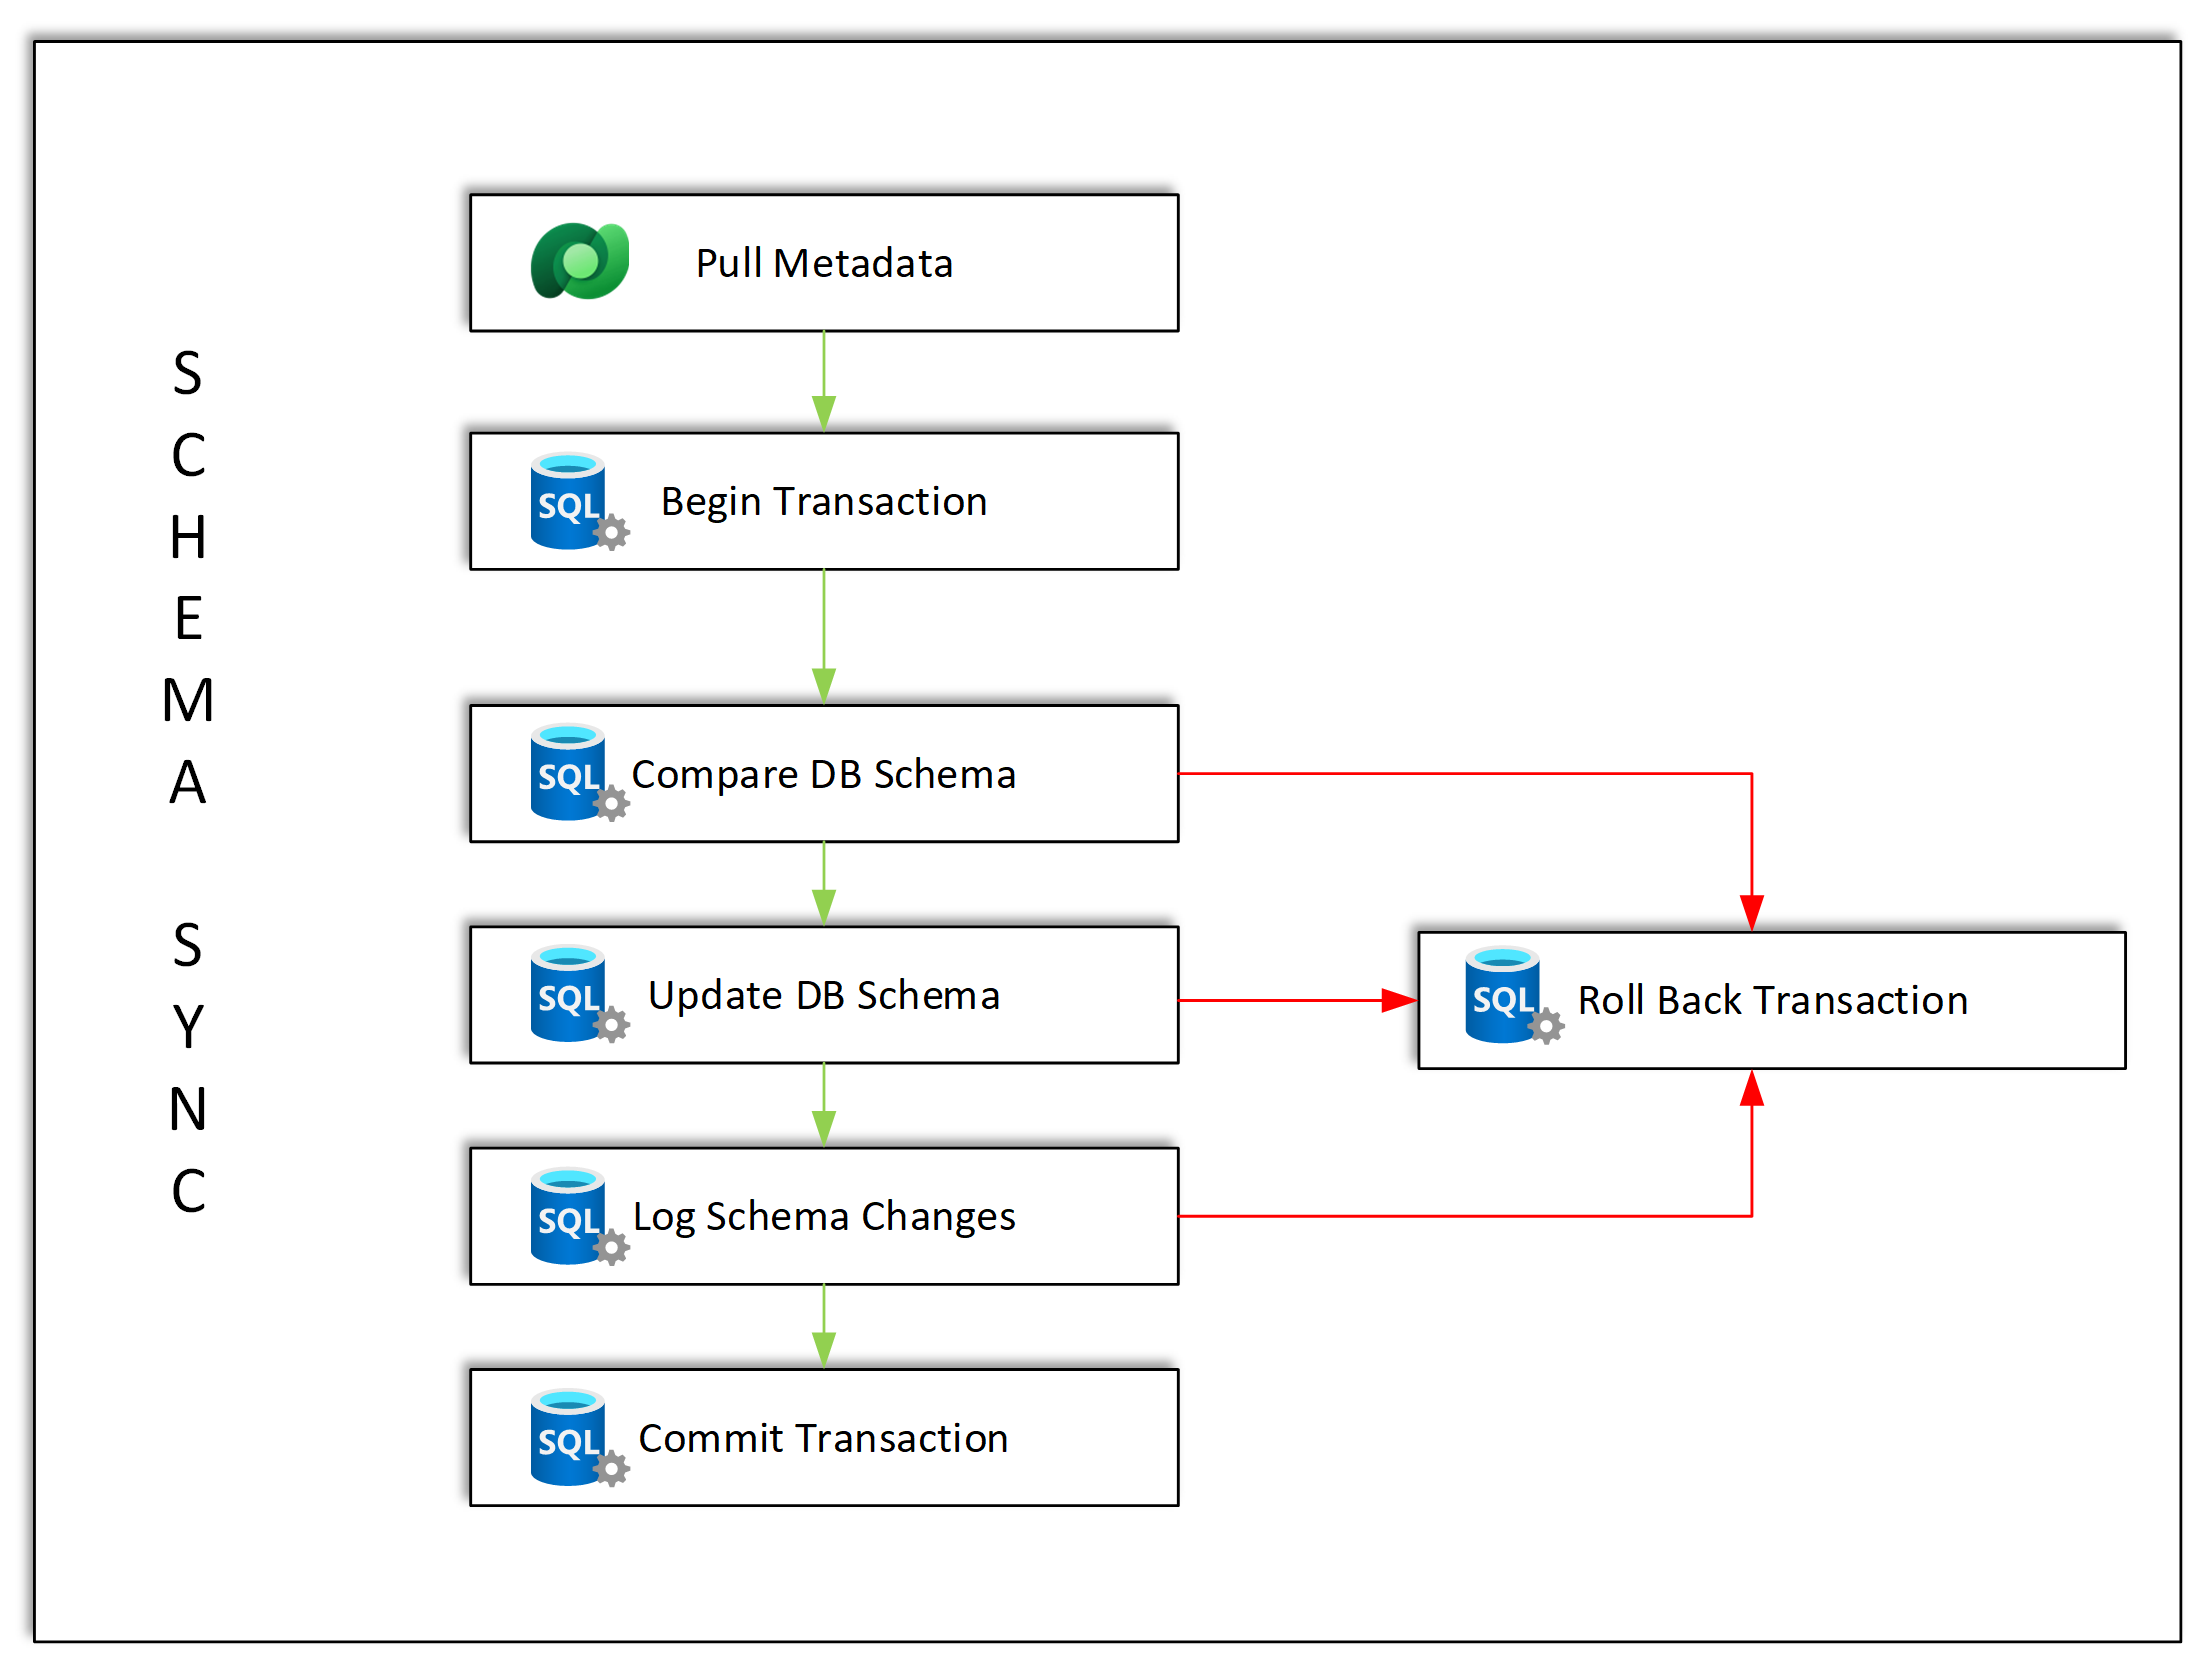 SCHEMA SYNC
Pull Metadata
SQL
Begin Transaction
SQL
Compare DB Schema
SQL
Update DB Schema
SQL
Roll Back Transaction
SQL
Log Schema Changes
SQL
Commit Transaction